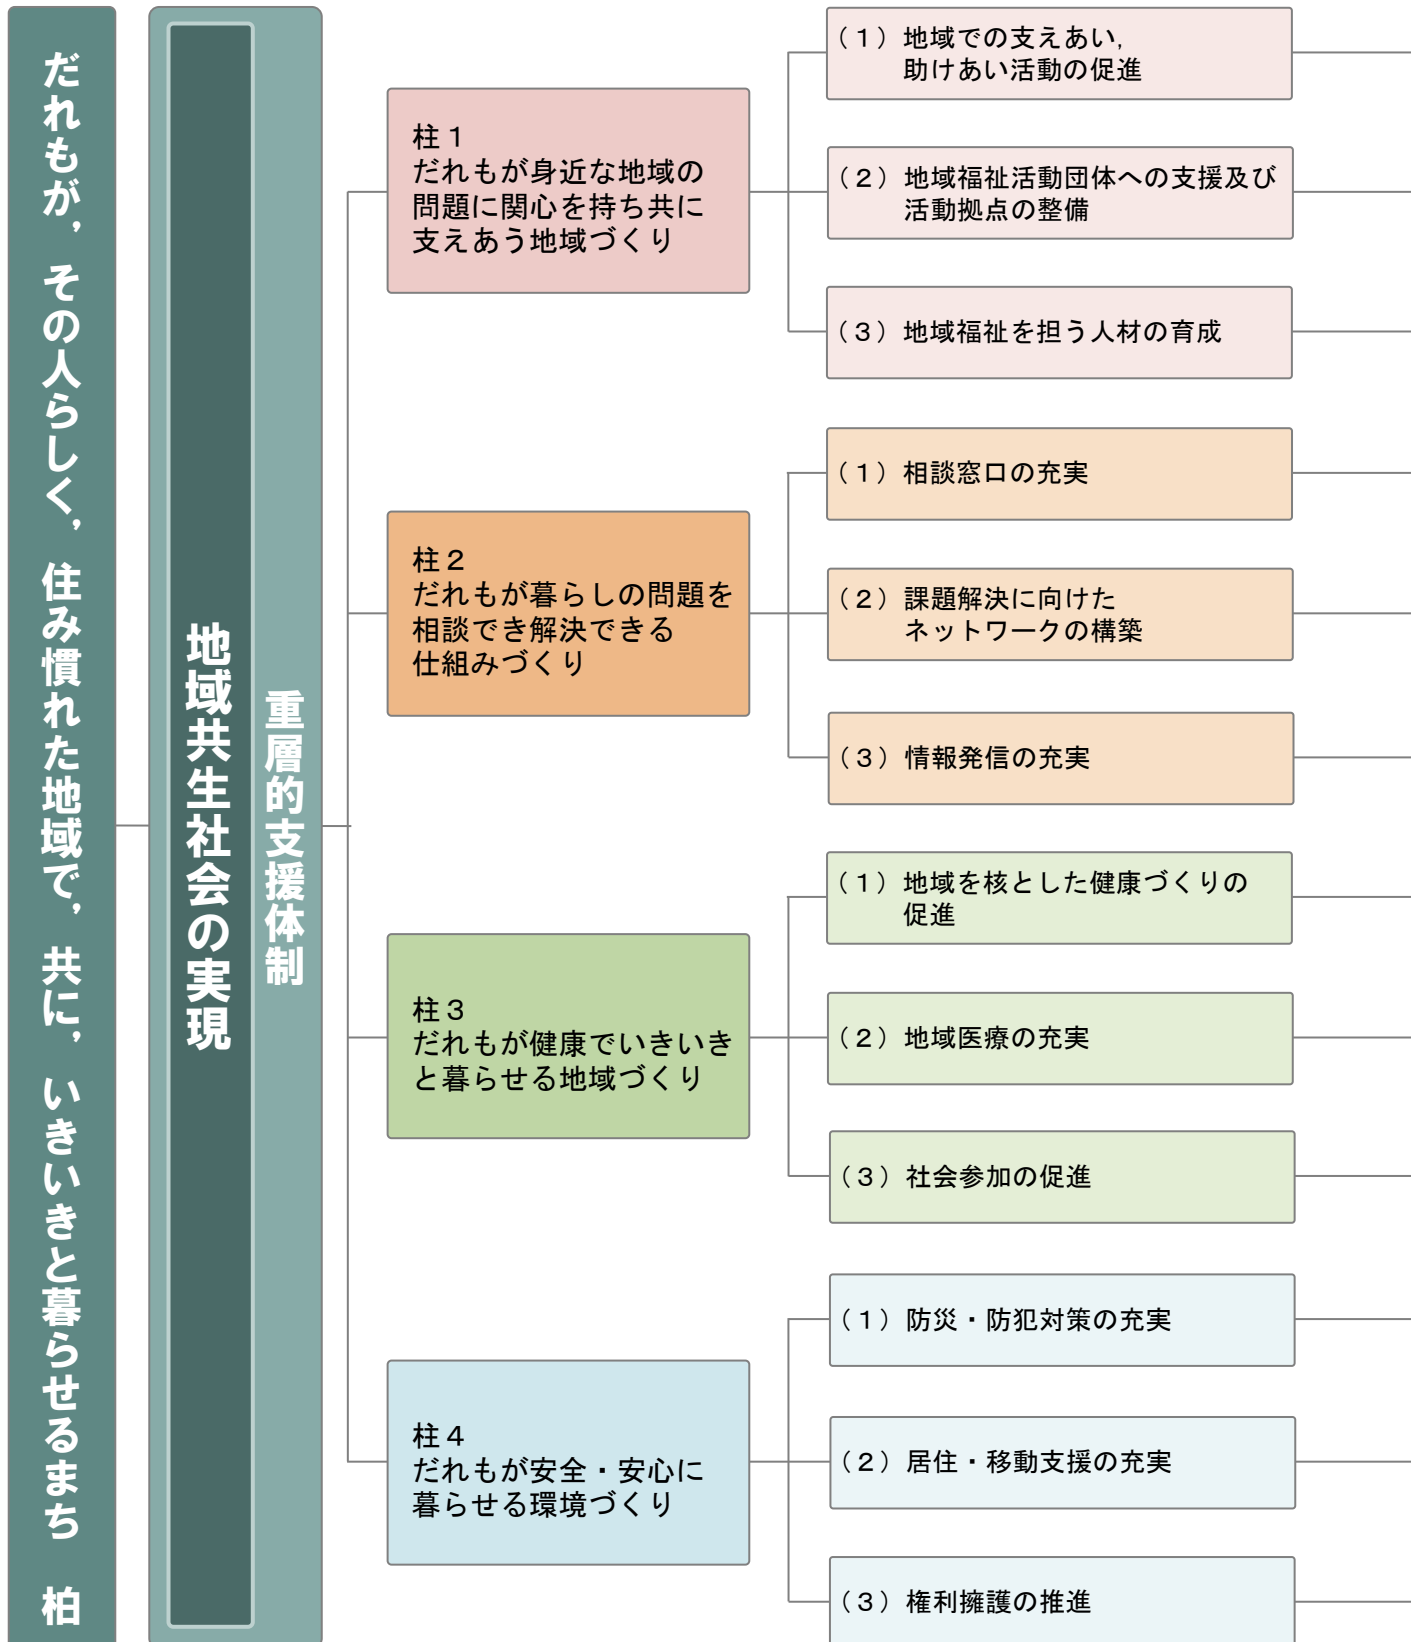 だれもが，その人らしく，住み慣れた地域で，共に，いきいきと暮らせるまち　柏
地域共生社会の実現
重層的支援体制
柱１
だれもが身近な地域の
問題に関心を持ち共に
支えあう地域づくり
（１）地域での支えあい,
助けあい活動の促進
（２）地域福祉活動団体への支援及び
活動拠点の整備
（３）地域福祉を担う人材の育成
柱２
だれもが暮らしの問題を
相談でき解決できる
仕組みづくり
（１）相談窓口の充実
（２）課題解決に向けた
ネットワークの構築
（３）情報発信の充実
柱３
だれもが健康でいきいき
と暮らせる地域づくり
（１）地域を核とした健康づくりの
促進
（２）地域医療の充実
（３）社会参加の促進
柱４
だれもが安全・安心に
暮らせる環境づくり
（１）防災・防犯対策の充実
（２）居住・移動支援の充実
（３）権利擁護の推進